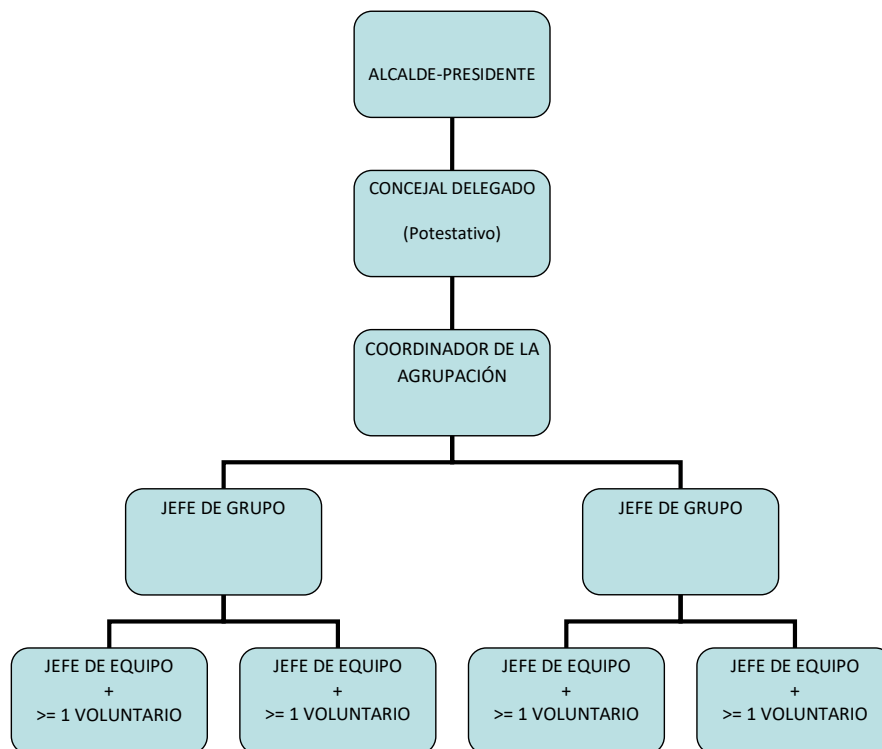 ALCALDE-PRESIDENTE
CONCEJAL DELEGADO
(Potestativo)
COORDINADOR DE LA
AGRUPACIÓN
JEFE DE GRUPO
JEFE DE GRUPO
JEFE DE EQUIPO
+
>= 1 VOLUNTARIO
JEFE DE EQUIPO
+
>= 1 VOLUNTARIO
JEFE DE EQUIPO
+
>= 1 VOLUNTARIO
JEFE DE EQUIPO
+
>= 1 VOLUNTARIO